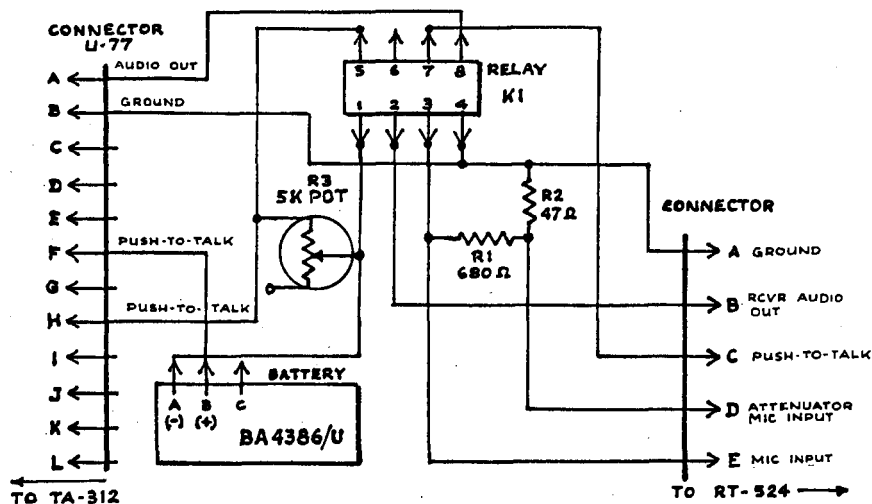 CONNECTOR
U-77
A
AUDIO OUT
B
GROUND
C
D
E
F
PUSH-TO-TALK
G
H
PUSH-TO-TALK
I
J
K
L
TO TA-312
5 6 7 8
1 2 3 4
RELAY
K1
R3
5K POT
R2
47Ω
R1
680Ω
BATTERY
A B C
(-) (+)
BA4386/U
CONNECTOR
A GROUND
B RCVR AUDIO
OUT
C PUSH-TO-TALK
D ATTENUATOR
MIC INPUT
E MIC INPUT
TO RT-524